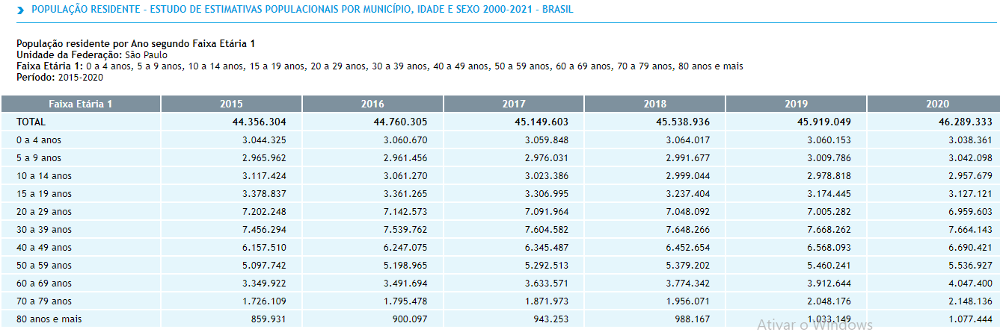 POPULAÇÃO RESIDENTE - ESTUDO DE ESTIMATIVAS POPULACIONAIS POR MUNICÍPIO, IDADE E SEXO 2000-2021 - BRASIL
População residente por Ano segundo Faixa Etária 1
Unidade da Federação: São Paulo
Faixa Etária 1: 0 a 4 anos, 5 a 9 anos, 10 a 14 anos, 15 a 19 anos, 20 a 29 anos, 30 a 39 anos, 40 a 49 anos, 50 a 59 anos, 60 a 69 anos, 70 a 79 anos, 80 anos e mais
Período: 2015-2020
Faixa Etária 1 2015 2016 2017 2018 2019 2020
TOTAL 44.356.304 44.760.305 45.149.603 45.538.936 45.919.049 46.289.333
0 a 4 anos 3.044.325 3.060.670 3.059.848 3.064.017 3.060.153 3.038.361
5 a 9 anos 2.965.962 2.961.456 2.976.031 2.991.677 3.009.786 3.042.098
10 a 14 anos 3.117.424 3.061.270 3.023.386 2.999.044 2.978.818 2.957.679
15 a 19 anos 3.378.837 3.361.265 3.306.995 3.237.404 3.174.445 3.127.121
20 a 29 anos 7.202.248 7.142.573 7.091.964 7.048.092 7.005.282 6.959.603
30 a 39 anos 7.456.294 7.539.762 7.604.582 7.648.266 7.668.262 7.664.143
40 a 49 anos 6.157.510 6.247.075 6.345.487 6.452.654 6.568.093 6.690.421
50 a 59 anos 5.097.742 5.198.965 5.292.513 5.379.202 5.460.241 5.536.927
60 a 69 anos 3.349.922 3.491.694 3.633.571 3.774.342 3.912.644 4.047.400
70 a 79 anos 1.726.109 1.795.478 1.871.973 1.956.071 2.048.176 2.148.136
80 anos e mais 859.931 900.097 943.253 988.167 1.033.149 1.077.444
Ativar o Windows